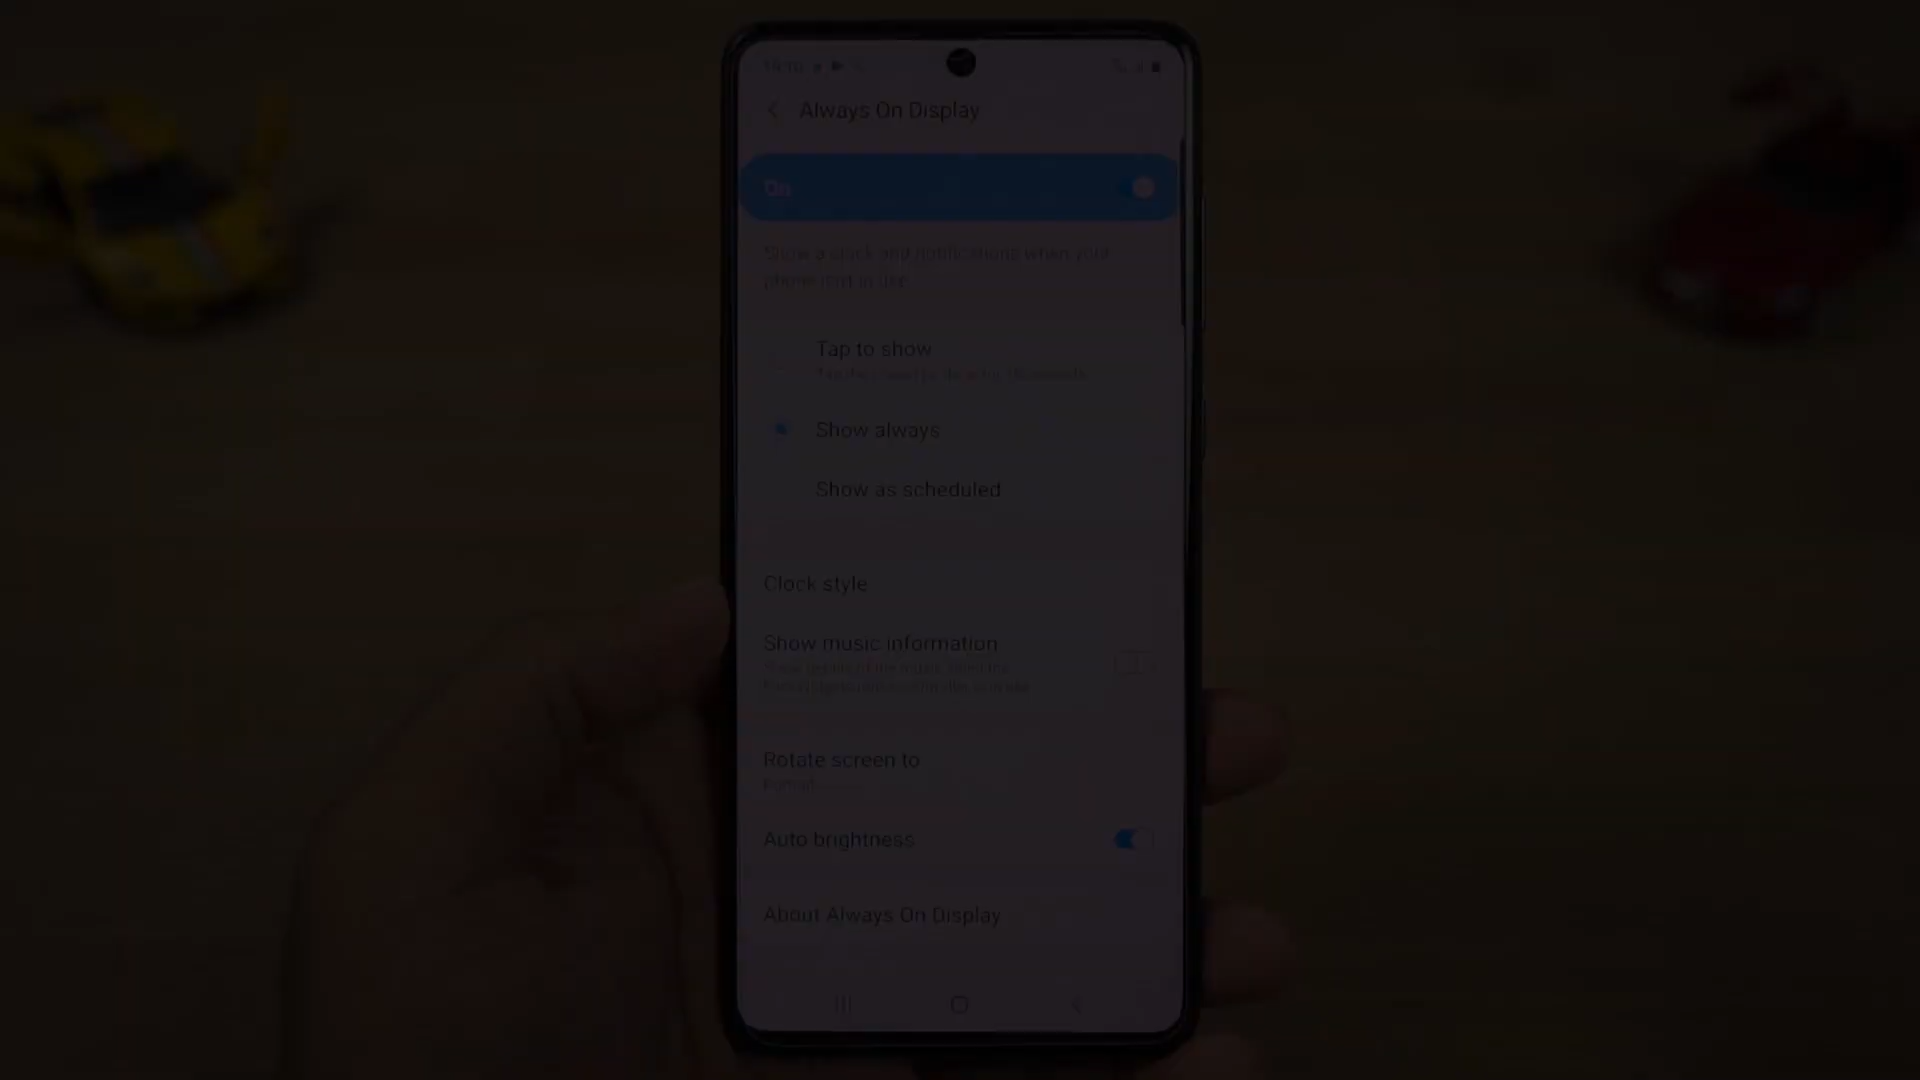 Always On Display
On
Show a clock and notifications when your
phone isn't in use.
Tap to show
Show always
Show as scheduled
Clock style
Show music information
Rotate screen to
Portrait
Auto brightness
About Always On Display